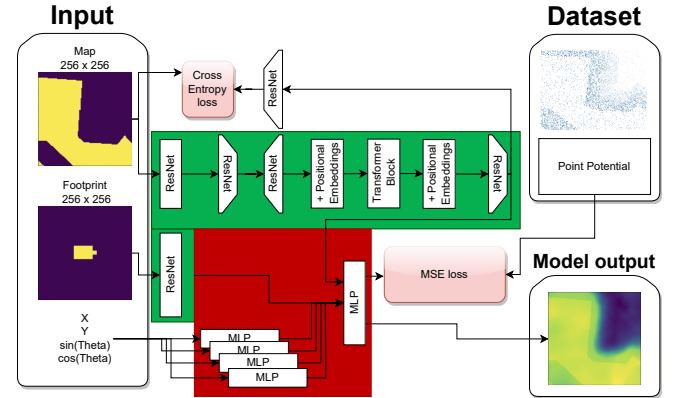 Input
Dataset
Map
256 x 256
Cross
Entropy
loss
ResNet
ResNet
ResNet
ResNet
+ Positional
Embeddings
Transformer
Block
+ Positional
Embeddings
ResNet
Point Potential
Footprint
256 x 256
ResNet
MLP
MSE loss
Model output
X
Y
sin(Theta)
cos(Theta)
MLP
MLP
MLP
MLP